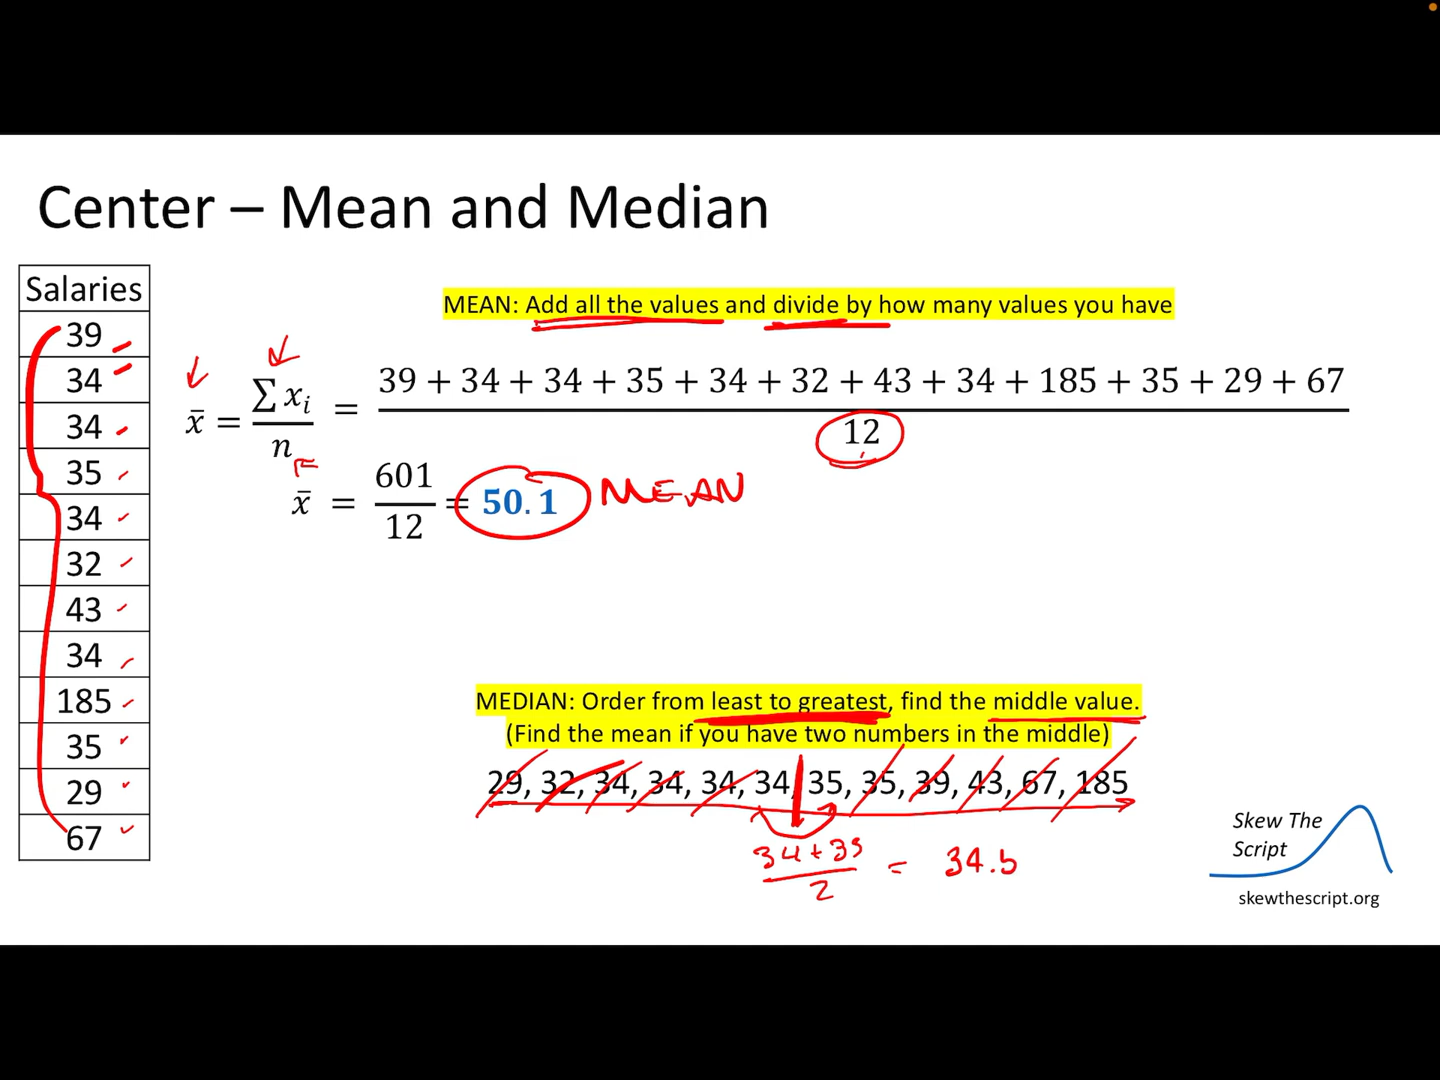 Center – Mean and Median
Salaries
39
34
34
35
34
32
43
34
185
35
29
67
MEAN: Add all the values and divide by how many values you have
x̄ = ∑ xᵢ / n = 39 + 34 + 34 + 35 + 34 + 32 + 43 + 34 + 185 + 35 + 29 + 67 / 12
x̄ = 601 / 12 = 50.1 MEAN
MEDIAN: Order from least to greatest, find the middle value.
(Find the mean if you have two numbers in the middle)
29, 32, 34, 34, 34, 34, 35, 35, 39, 43, 67, 185
34 + 35 / 2 = 34.5
Skew The
Script
skewthescript.org